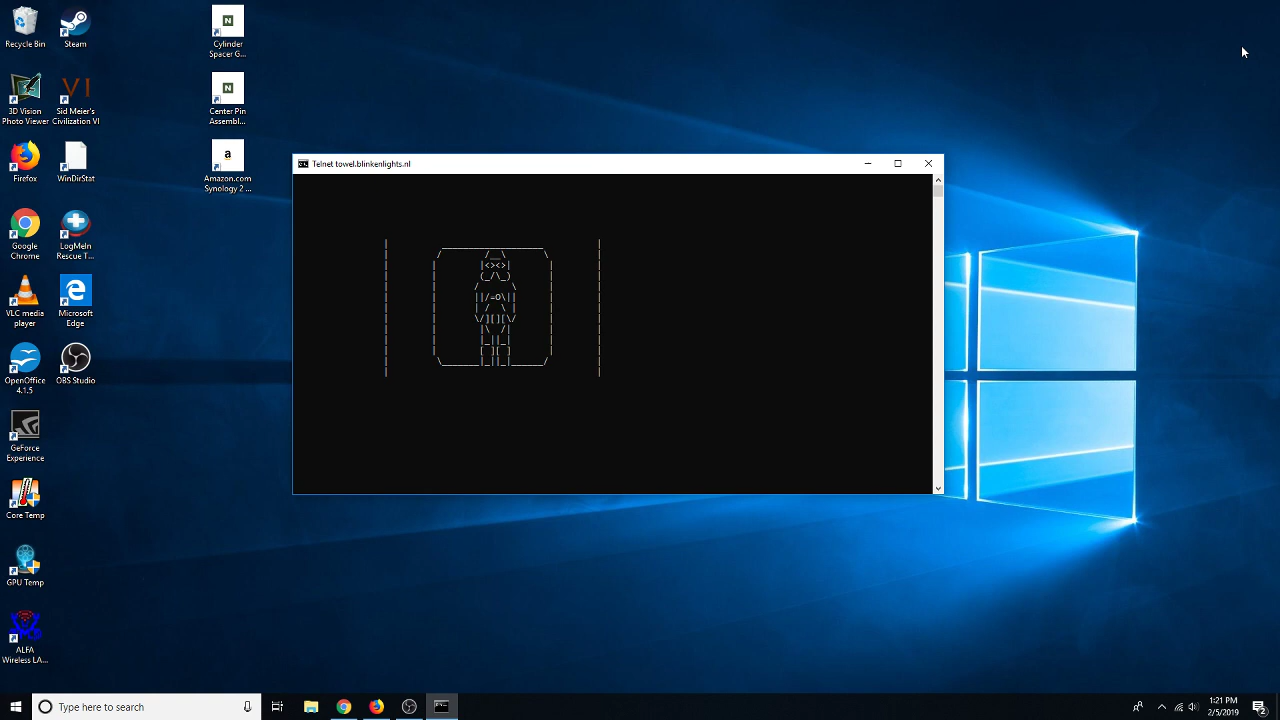 Recycle Bin
Steam
Cylinder
Spacer G...
3D Vision
Photo Viewer
VI
Sid Meier's
Civilization VI
Center Pin
Assembl...
Firefox
WinDirStat
a
Amazon.com
Synology 2 ...
Google
Chrome
LogMeIn
Rescue T...
VLC media
player
Microsoft
Edge
OpenOffice
4.1.5
OBS Studio
GeForce
Experience
Core Temp
GPU Temp
ALFA
Wireless LA...
Telnet towel.blinkenlights.nl
Type here to search
1:21 PM
2/5/2019
2